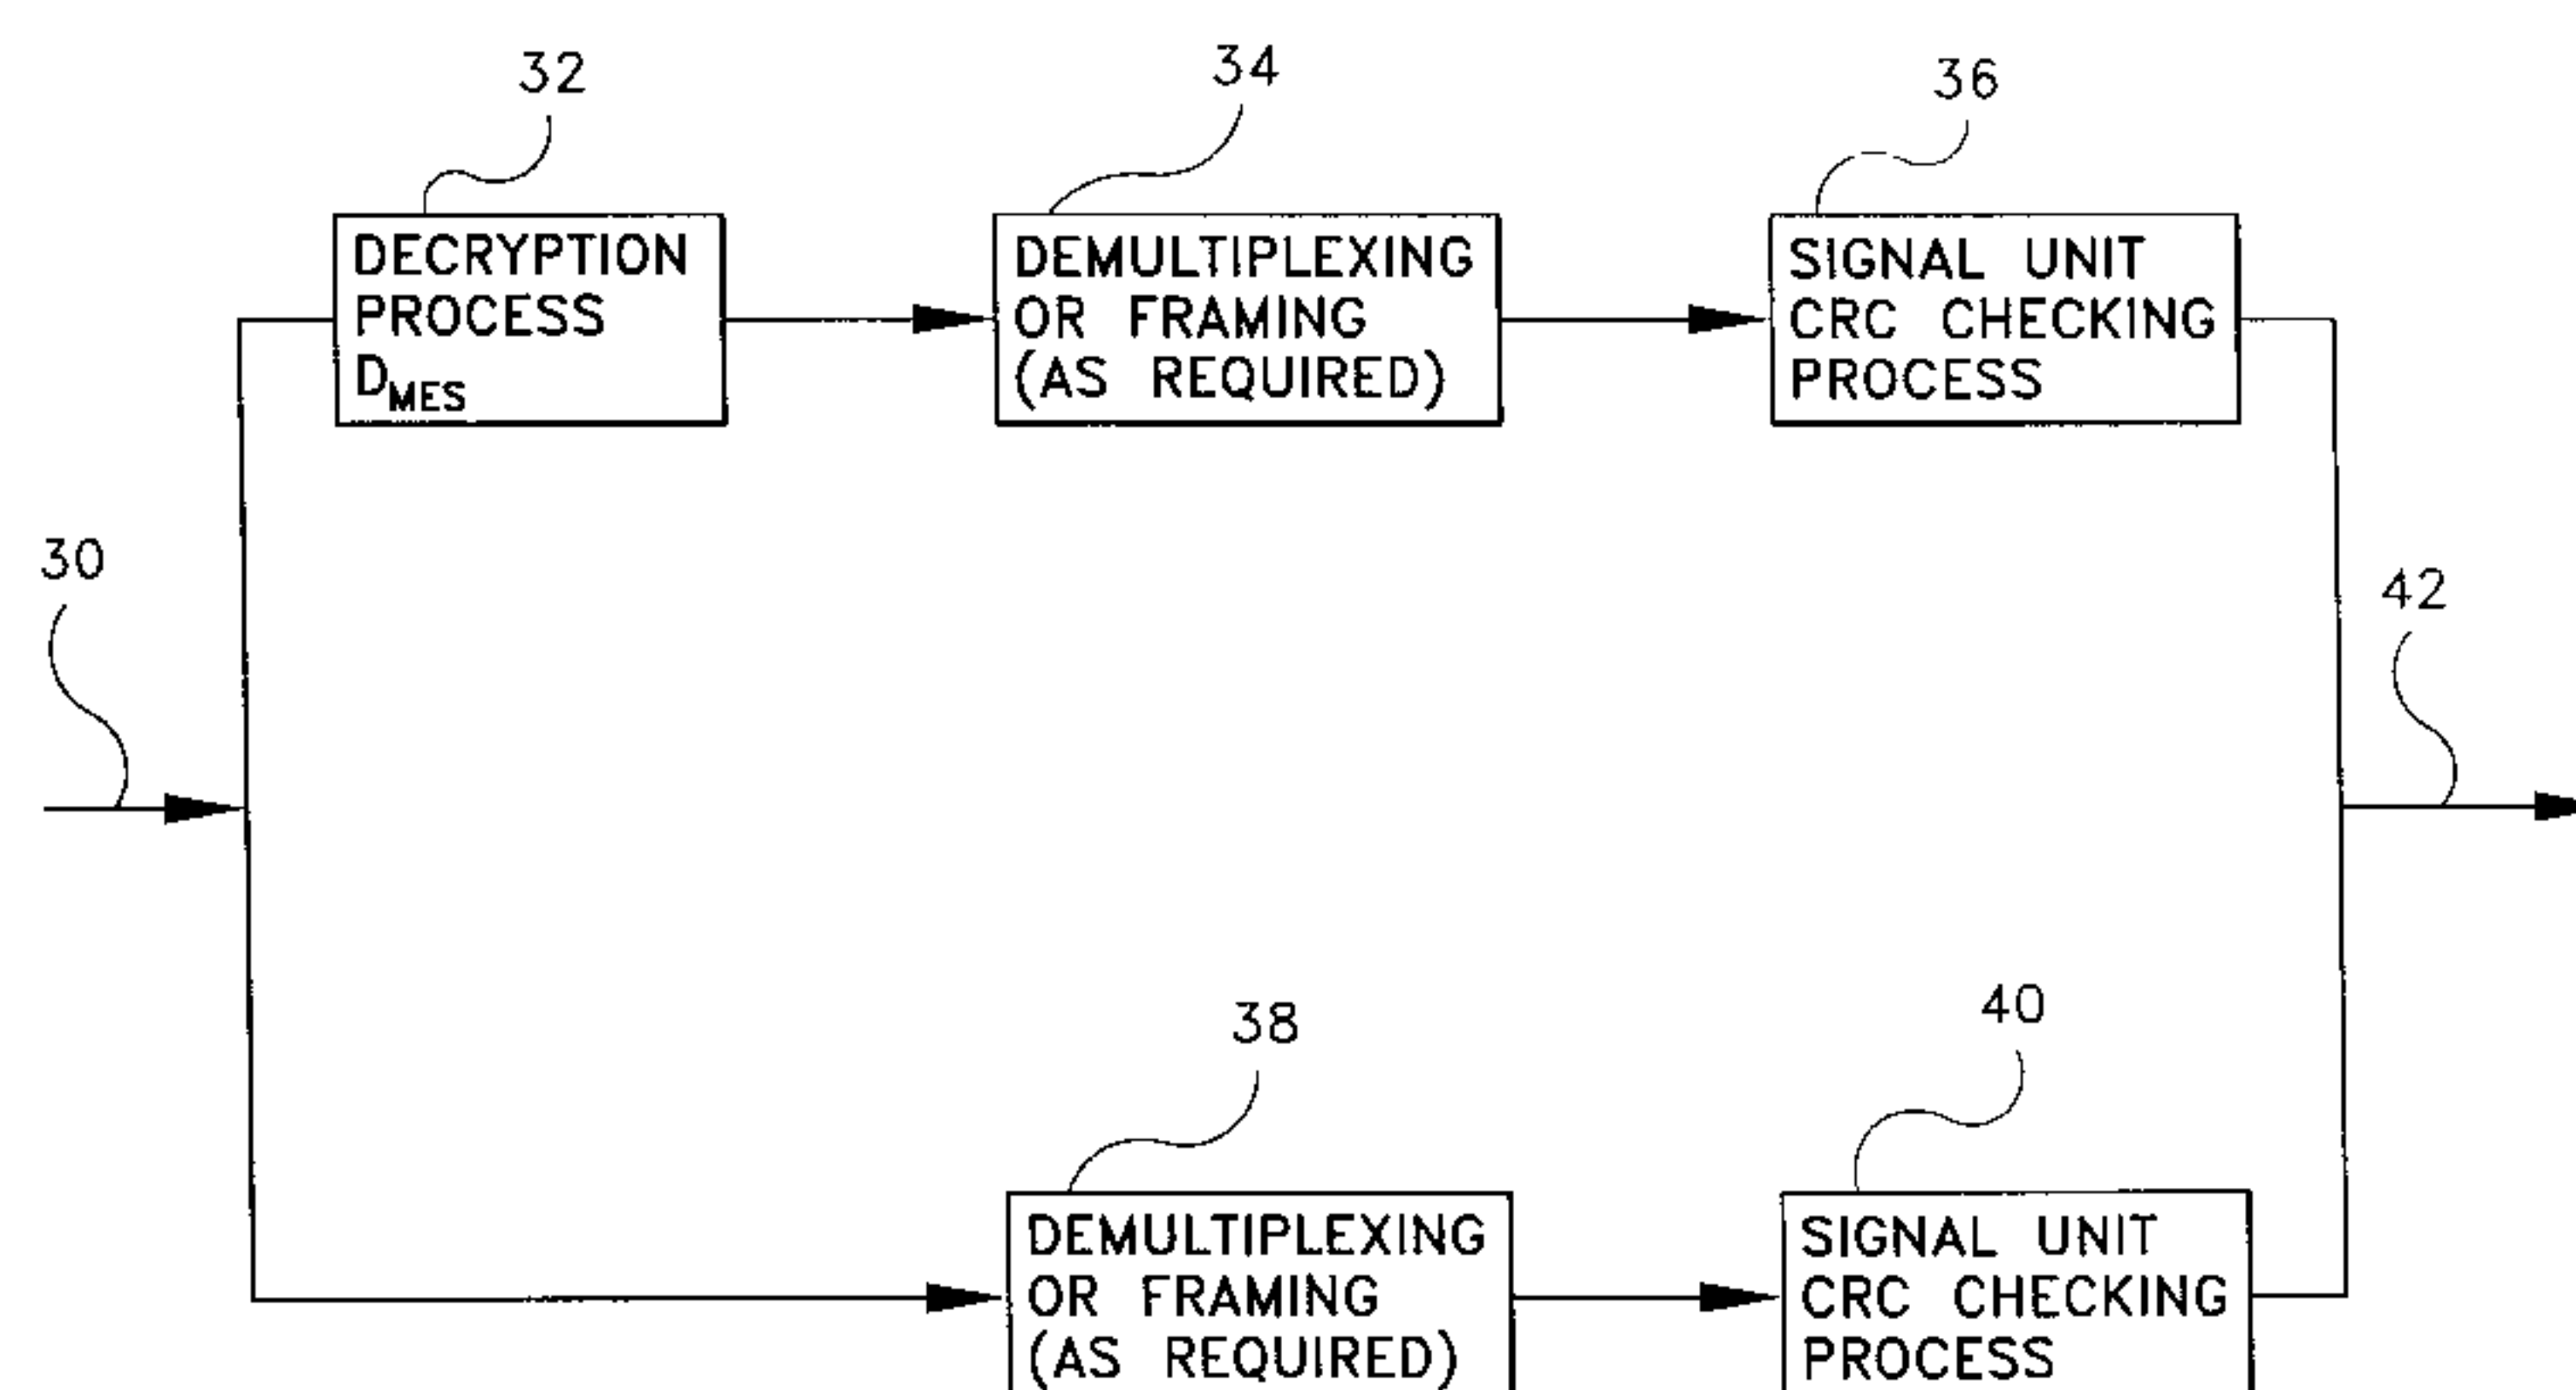 32
34
36
DECRYPTION
PROCESS
D_MES
DEMULTIPLEXING
OR FRAMING
(AS REQUIRED)
SIGNAL UNIT
CRC CHECKING
PROCESS
30
42
38
40
DEMULTIPLEXING
OR FRAMING
(AS REQUIRED)
SIGNAL UNIT
CRC CHECKING
PROCESS